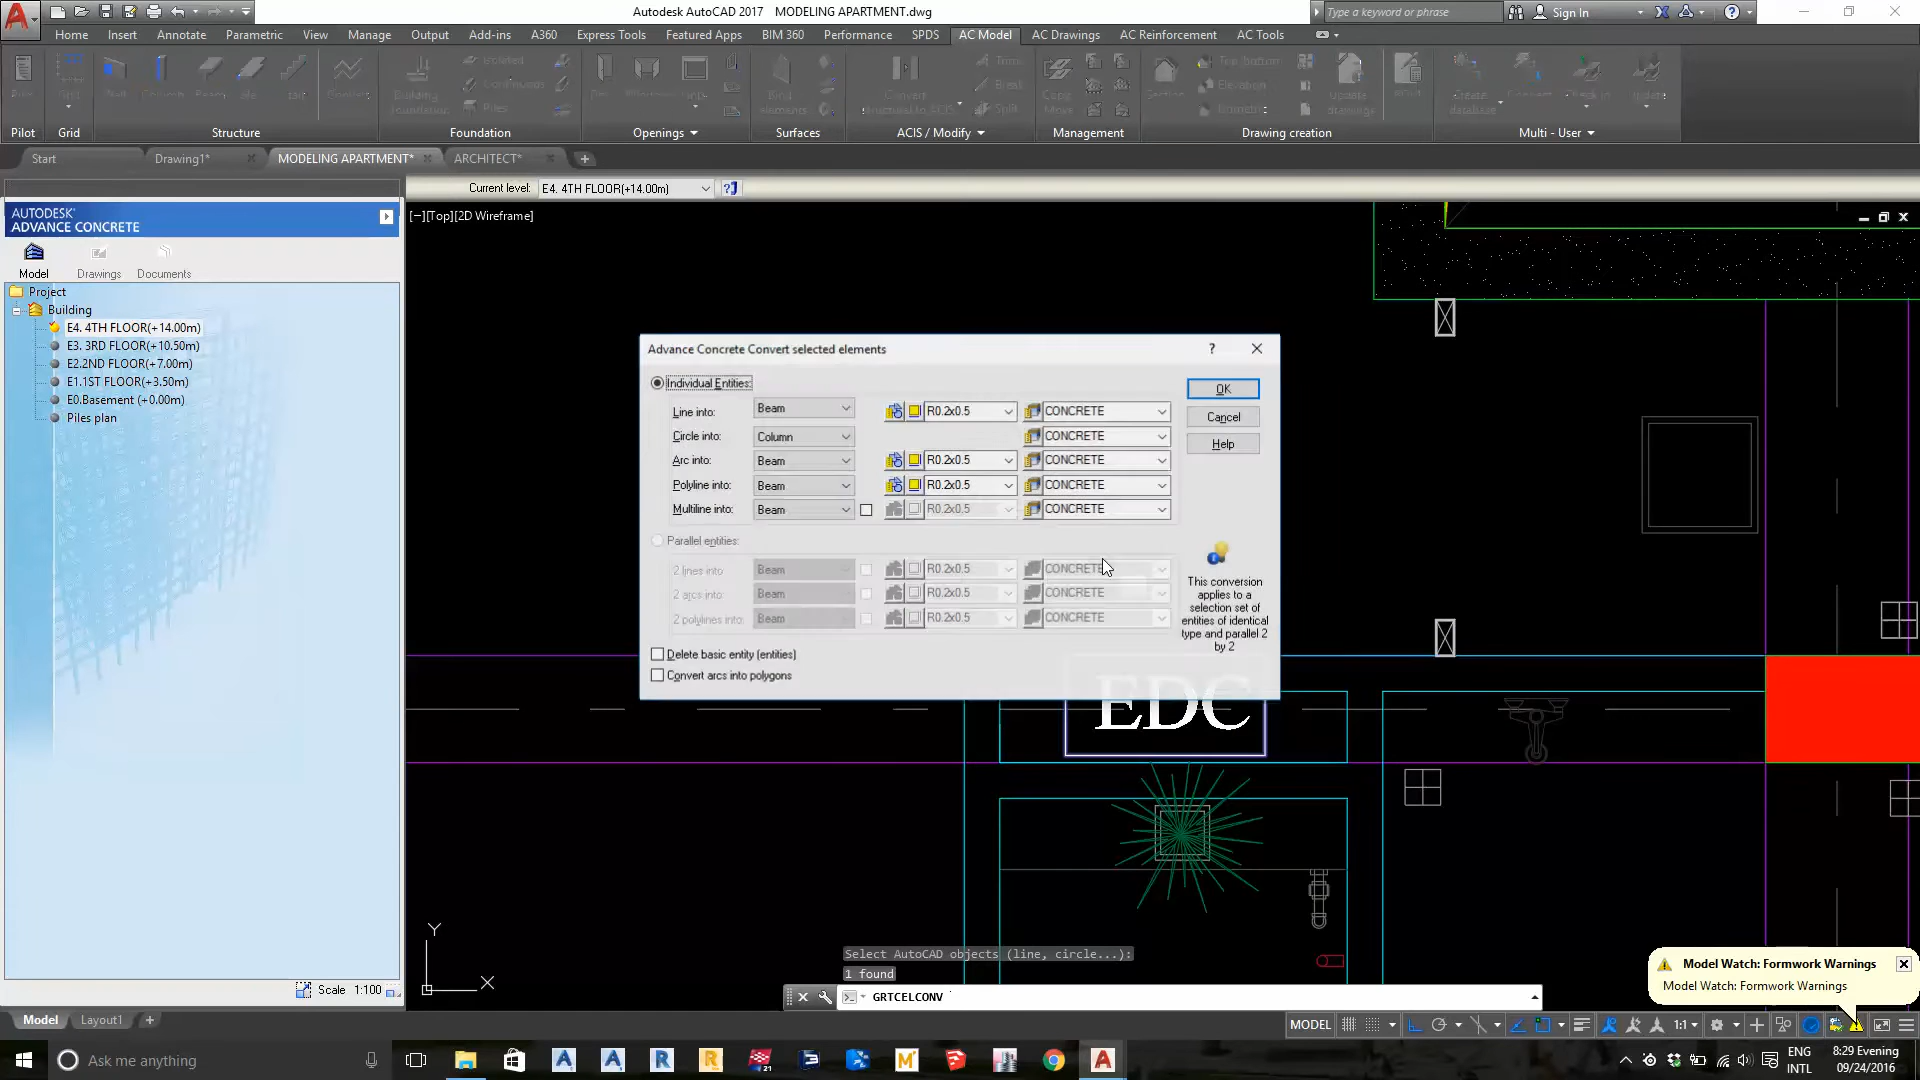 Autodesk AutoCAD 2017 MODELING APARTMENT.dwg
Type a keyword or phrase
Sign In
Home Insert Annotate Parametric View Manage Output Add-ins A360 Express Tools Featured Apps BIM 360 Performance SPDS AC Model AC Drawings AC Reinforcement AC Tools
Pilot Grid Structure Foundation Openings Surfaces ACIS / Modify Management Drawing creation Multi - User
Start Drawing1* MODELING APARTMENT* ARCHITECT*
Current level: E4. 4TH FLOOR(+14.00m)
AUTODESK®
ADVANCE CONCRETE
[−][Top][2D Wireframe]
Model Drawings Documents
Project
Building
E4. 4TH FLOOR(+14.00m)
E3. 3RD FLOOR(+10.50m)
E2.2ND FLOOR(+7.00m)
E1.1ST FLOOR(+3.50m)
E0.Basement (+0.00m)
Piles plan
Advance Concrete Convert selected elements
Individual Entities:
Line into: Beam R0.2x0.5 CONCRETE
Circle into: Column CONCRETE
Arc into: Beam R0.2x0.5 CONCRETE
Polyline into: Beam R0.2x0.5 CONCRETE
Multiline into: Beam R0.2x0.5 CONCRETE
OK
Cancel
Help
Parallel entities:
2 lines into: Beam R0.2x0.5 CONCRETE
2 arcs into: Beam R0.2x0.5 CONCRETE
2 polylines into: Beam R0.2x0.5 CONCRETE
This conversion
applies to a
selection set of
entities of identical
type and parallel 2
by 2
Delete basic entity (entities)
Convert arcs into polygons
EDC
Y
X
Select AutoCAD objects (line, circle...):
1 found
GRTCELCONV
Model Watch: Formwork Warnings
Model Watch: Formwork Warnings
Scale 1:100
Model Layout1
MODEL 1:1
Ask me anything
ENG
INTL
8:29 Evening
09/24/2016